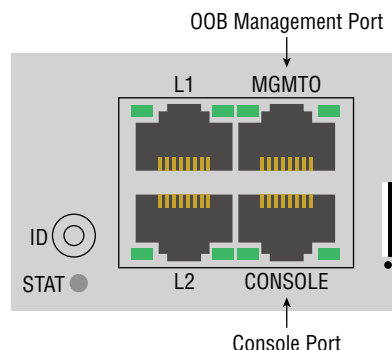 OOB Management Port
L1 MGMTO
ID
STAT
L2 CONSOLE
Console Port